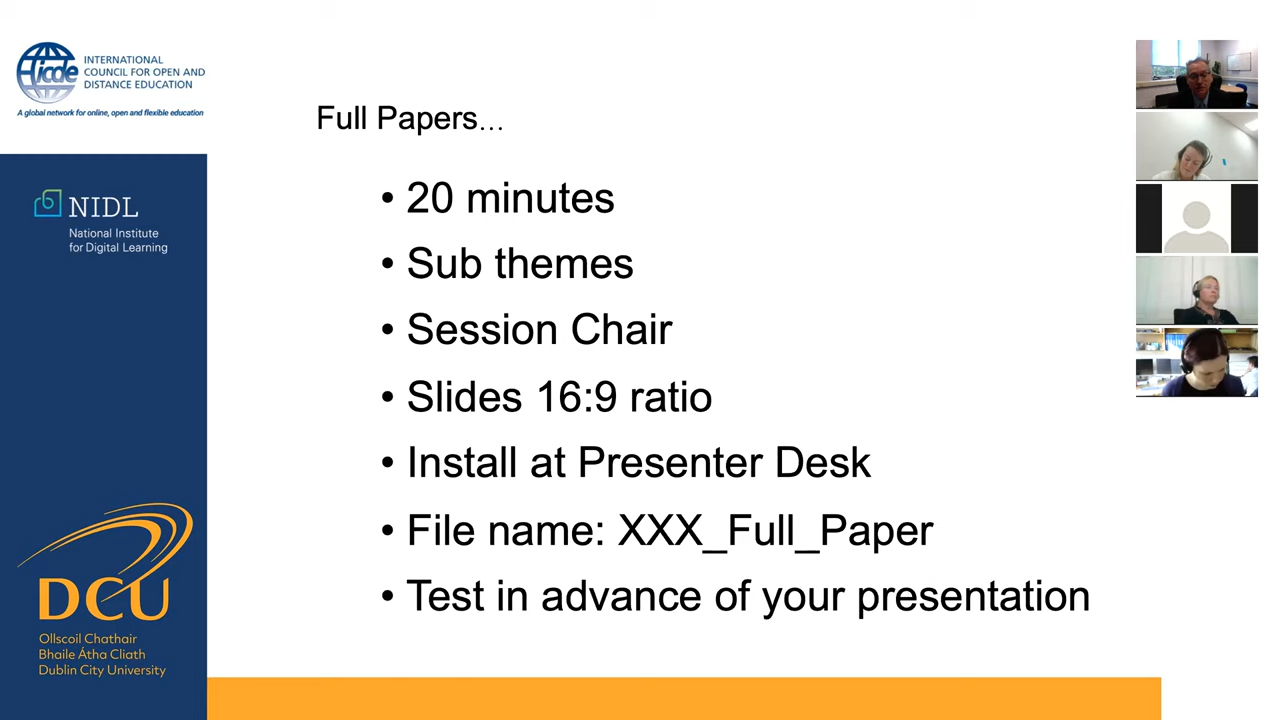 icde
INTERNATIONAL
COUNCIL FOR OPEN AND
DISTANCE EDUCATION
A global network for online, open and flexible education
NIDL
National Institute
for Digital Learning
DCU
Ollscoil Chathair
Bhaile Átha Cliath
Dublin City University
Full Papers...
• 20 minutes
• Sub themes
• Session Chair
• Slides 16:9 ratio
• Install at Presenter Desk
• File name: XXX_Full_Paper
• Test in advance of your presentation